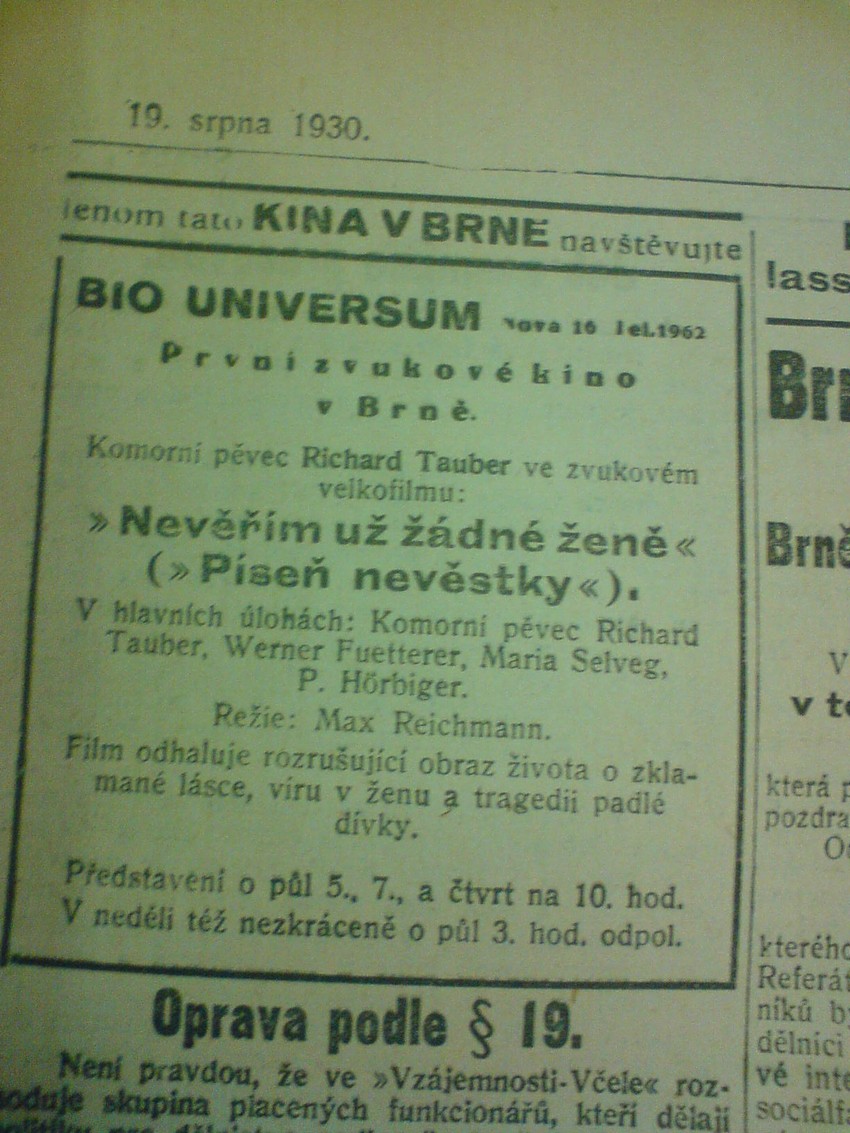 19. srpna 1930.
jenom tato KINA V BRNĚ navštěvujte
BIO UNIVERSUM Nová 16 Tel.1962
První zvukové kino
v Brně.
Komorní pěvec Richard Tauber ve zvukovém
velkofilmu:
»Nevěřím už žádné ženě«
(»Píseň nevěstky«).
V hlavních úlohách: Komorní pěvec Richard
Tauber, Werner Fuetterer, Maria Selveg,
P. Hörbiger.
Režie: Max Reichmann.
Film odhaluje rozrušující obraz života o zkla-
mané lásce, víru v ženu a tragedii padlé
dívky.
Představení o půl 5., 7., a čtvrt na 10. hod.
V neděli též nezkráceně o půl 3. hod. odpol.
Oprava podle § 19.
Není pravdou, že ve »Vzájemnosti-Včele« roz-
hoduje skupina placených funkcionářů, kteří dělají
lass
Brn
Brně
V
v te
která p
pozdra
kterého
Referát
níků b
dělníci
vé inte
sociálfa